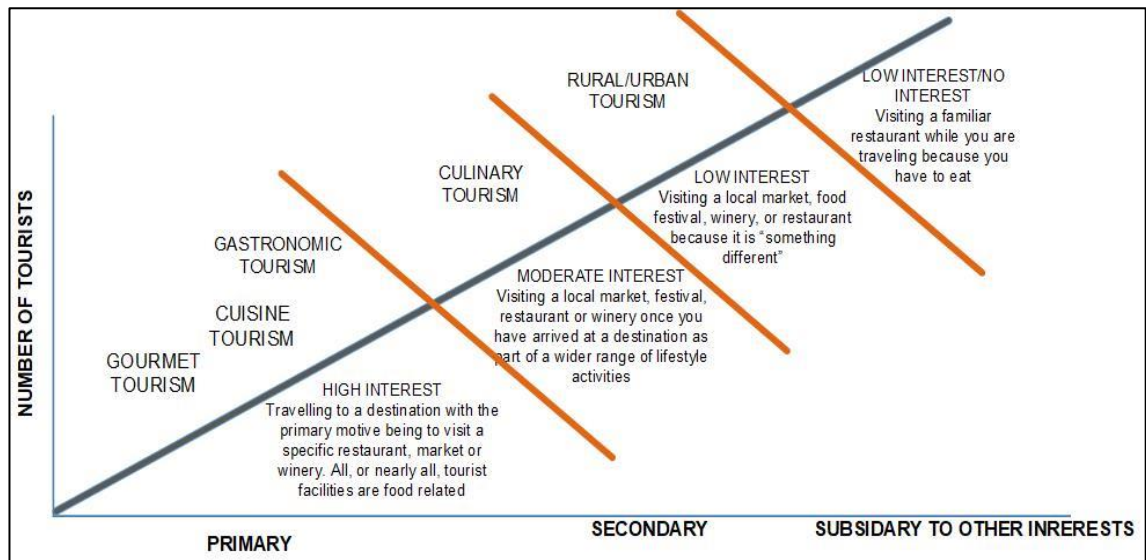 NUMBER OF TOURISTS
GOURMET
TOURISM
CUISINE
TOURISM
GASTRONOMIC
TOURISM
CULINARY
TOURISM
RURAL/URBAN
TOURISM
HIGH INTEREST
Travelling to a destination with the
primary motive being to visit a
specific restaurant, market or
winery. All, or nearly all, tourist
facilities are food related
MODERATE INTEREST
Visiting a local market, festival,
restaurant or winery once you
have arrived at a destination as
part of a wider range of lifestyle
activities
LOW INTEREST
Visiting a local market, food
festival, winery, or restaurant
because it is “something
different”
LOW INTEREST/NO
INTEREST
Visiting a familiar
restaurant while you are
traveling because you
have to eat
PRIMARY
SECONDARY
SUBSIDARY TO OTHER INRERESTS